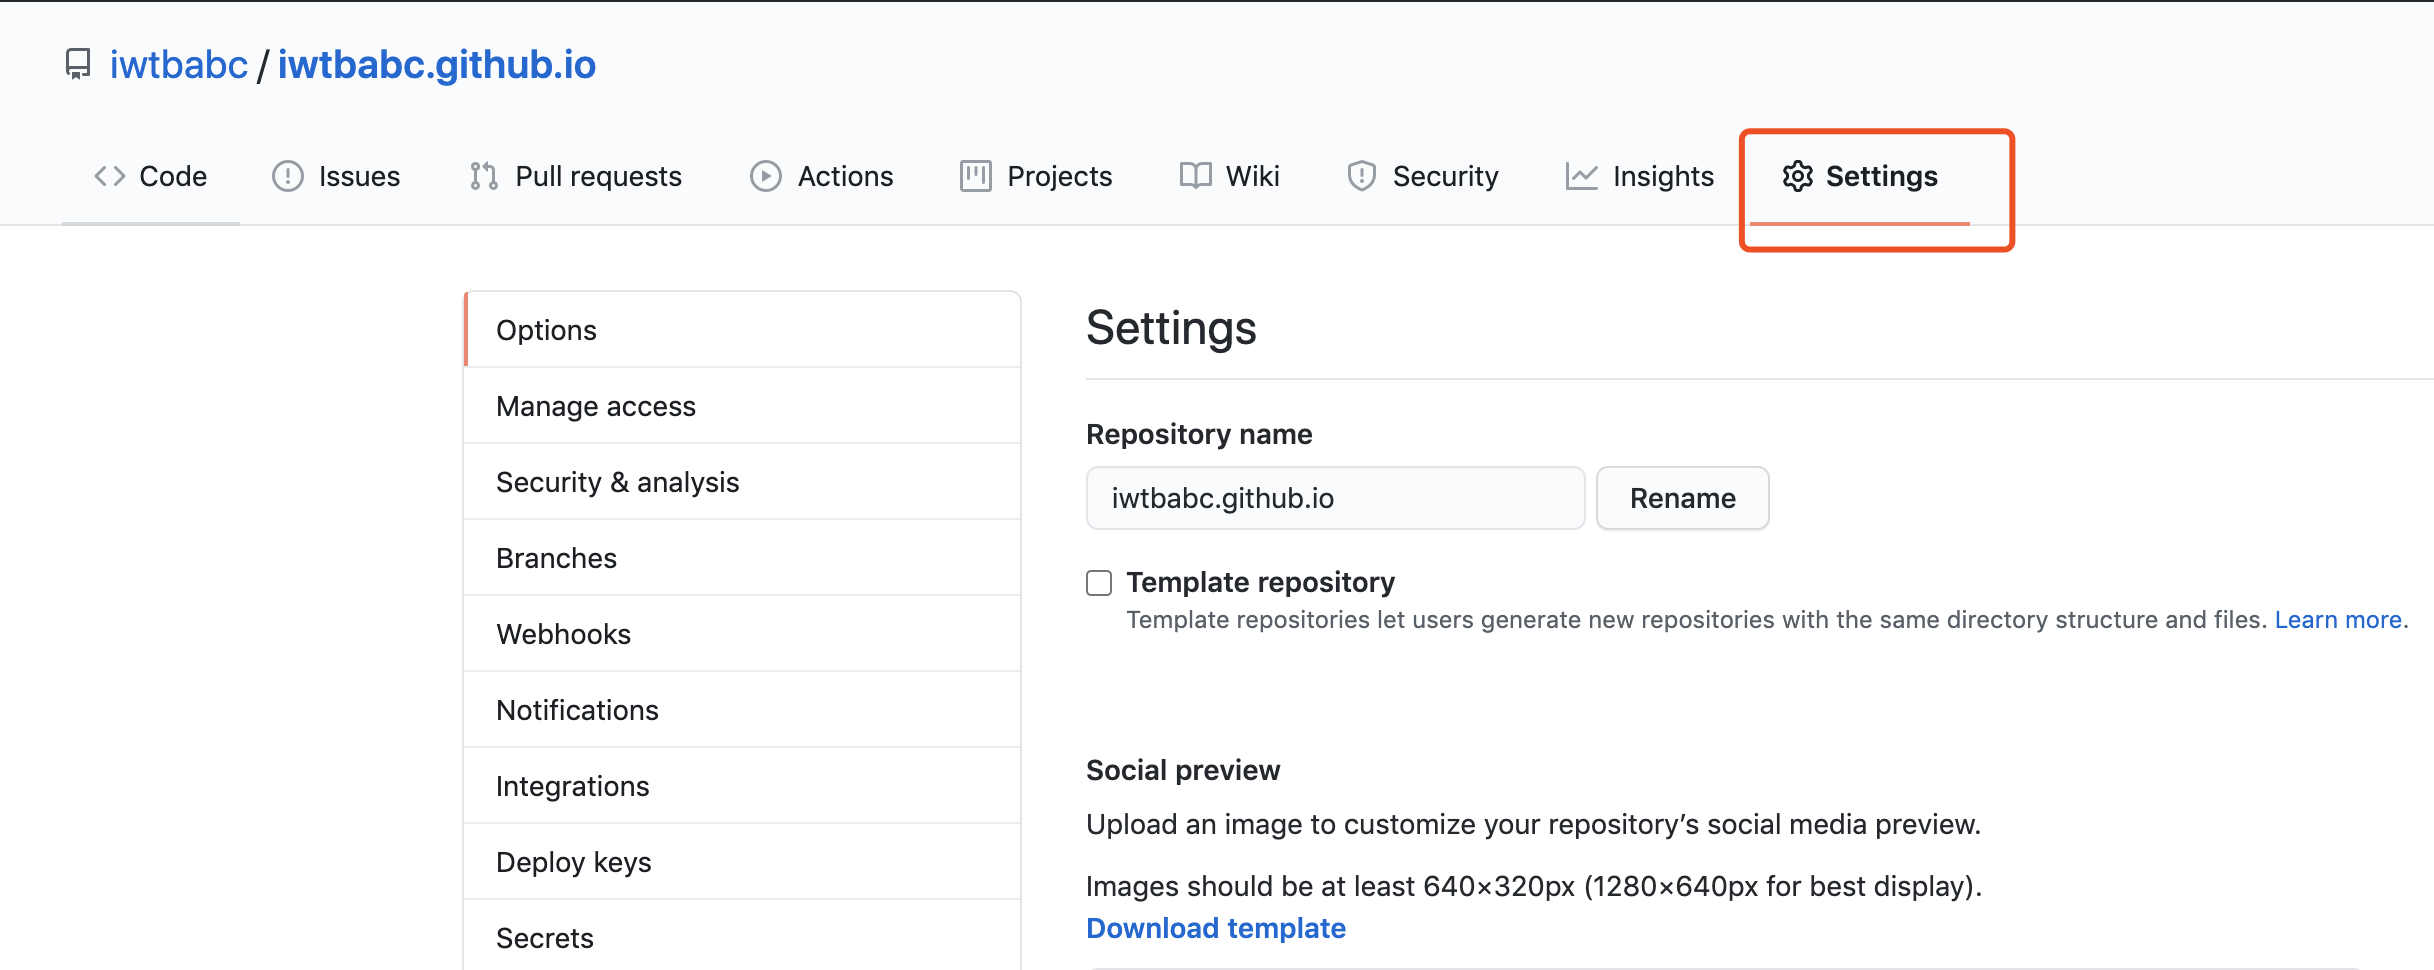 iwtbabc / iwtbabc.github.io
Code Issues Pull requests Actions Projects Wiki Security Insights Settings
Options
Manage access
Security & analysis
Branches
Webhooks
Notifications
Integrations
Deploy keys
Secrets
Settings
Repository name
iwtbabc.github.io Rename
Template repository
Template repositories let users generate new repositories with the same directory structure and files. Learn more.
Social preview
Upload an image to customize your repository’s social media preview.
Images should be at least 640×320px (1280×640px for best display).
Download template